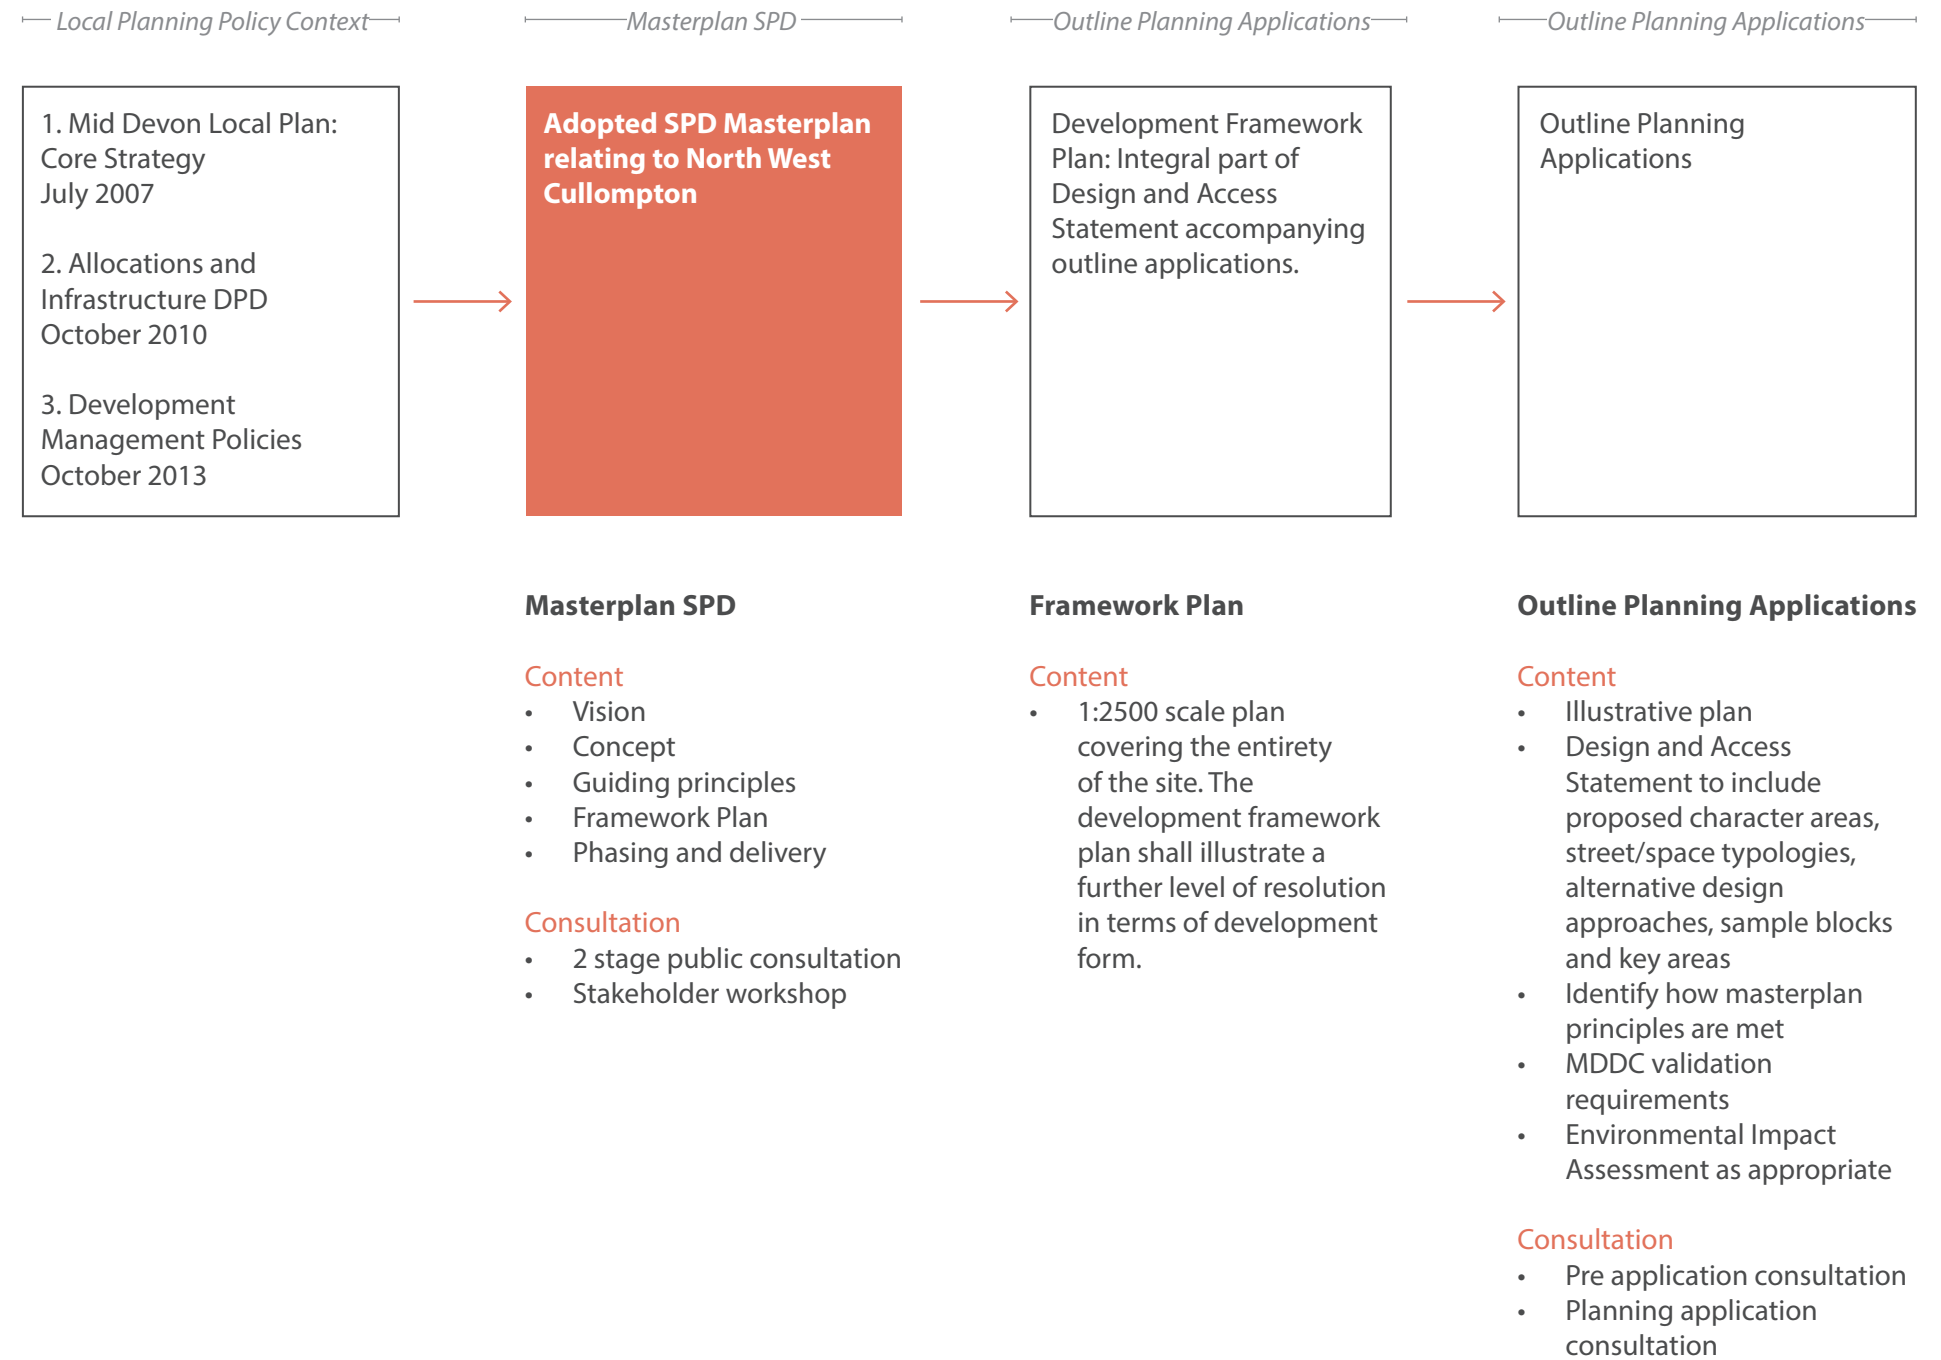 Local Planning Policy Context
Masterplan SPD
Outline Planning Applications
Outline Planning Applications
1. Mid Devon Local Plan:
Core Strategy
July 2007
2. Allocations and
Infrastructure DPD
October 2010
3. Development
Management Policies
October 2013
Adopted SPD Masterplan
relating to North West
Cullompton
Development Framework
Plan: Integral part of
Design and Access
Statement accompanying
outline applications.
Outline Planning
Applications
Masterplan SPD
Content
• Vision
• Concept
• Guiding principles
• Framework Plan
• Phasing and delivery
Consultation
• 2 stage public consultation
• Stakeholder workshop
Framework Plan
Content
• 1:2500 scale plan
covering the entirety
of the site. The
development framework
plan shall illustrate a
further level of resolution
in terms of development
form.
Outline Planning Applications
Content
• Illustrative plan
• Design and Access
Statement to include
proposed character areas,
street/space typologies,
alternative design
approaches, sample blocks
and key areas
• Identify how masterplan
principles are met
• MDDC validation
requirements
• Environmental Impact
Assessment as appropriate
Consultation
• Pre application consultation
• Planning application
consultation